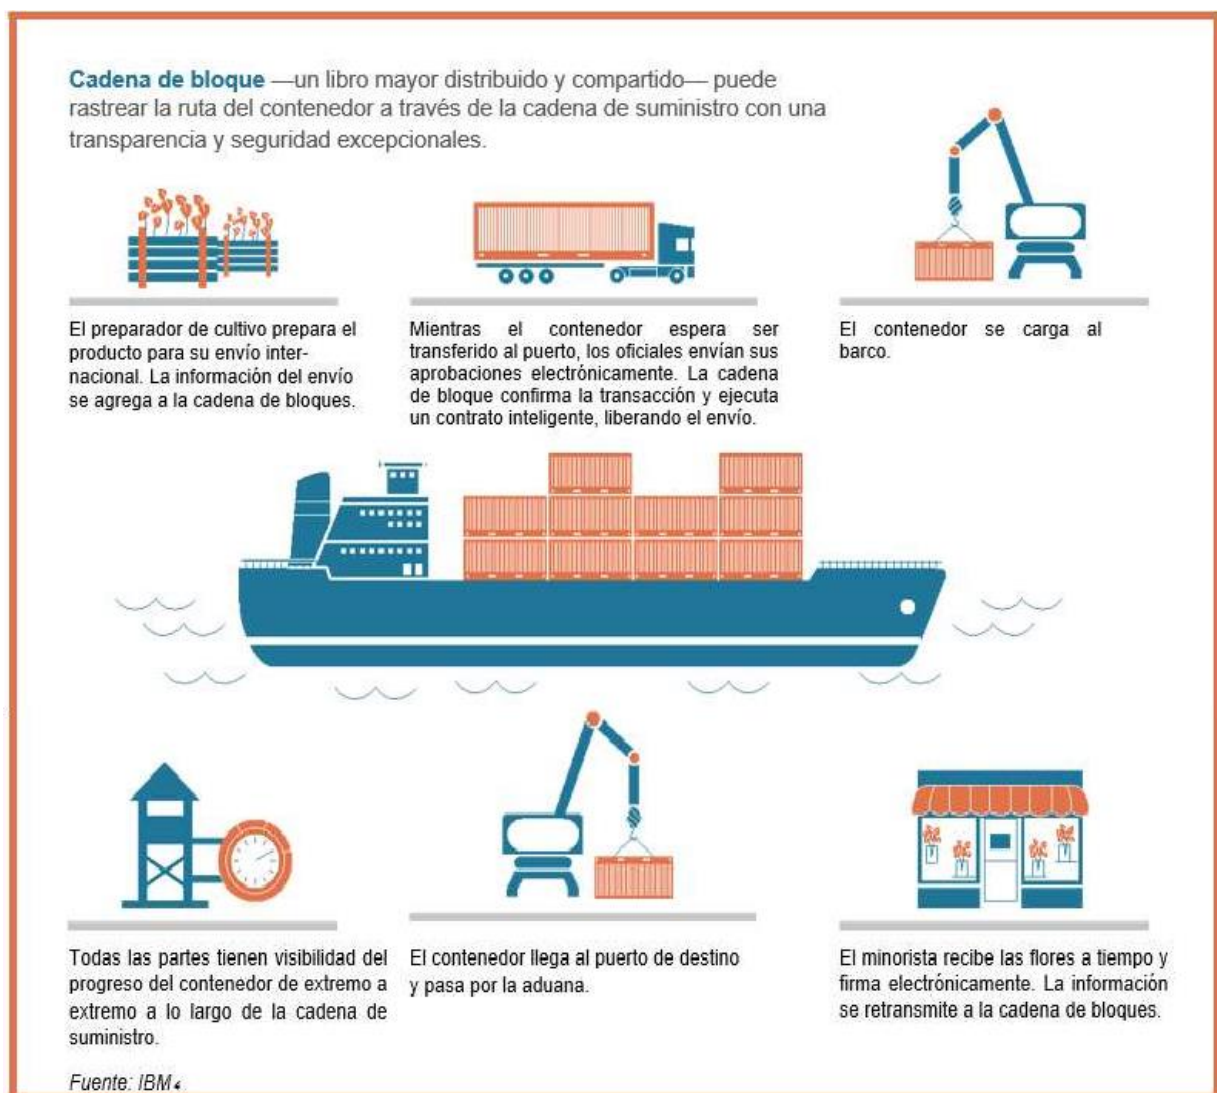 Cadena de bloque —un libro mayor distribuido y compartido— puede
rastrear la ruta del contenedor a través de la cadena de suministro con una
transparencia y seguridad excepcionales.
El preparador de cultivo prepara el
producto para su envío inter-
nacional. La información del envío
se agrega a la cadena de bloques.
Mientras el contenedor espera ser
transferido al puerto, los oficiales envían sus
aprobaciones electrónicamente. La cadena
de bloque confirma la transacción y ejecuta
un contrato inteligente, liberando el envío.
El contenedor se carga al
barco.
Todas las partes tienen visibilidad del
progreso del contenedor de extremo a
extremo a lo largo de la cadena de
suministro.
El contenedor llega al puerto de destino
y pasa por la aduana.
El minorista recibe las flores a tiempo y
firma electrónicamente. La información
se retransmite a la cadena de bloques.
Fuente: IBM 4